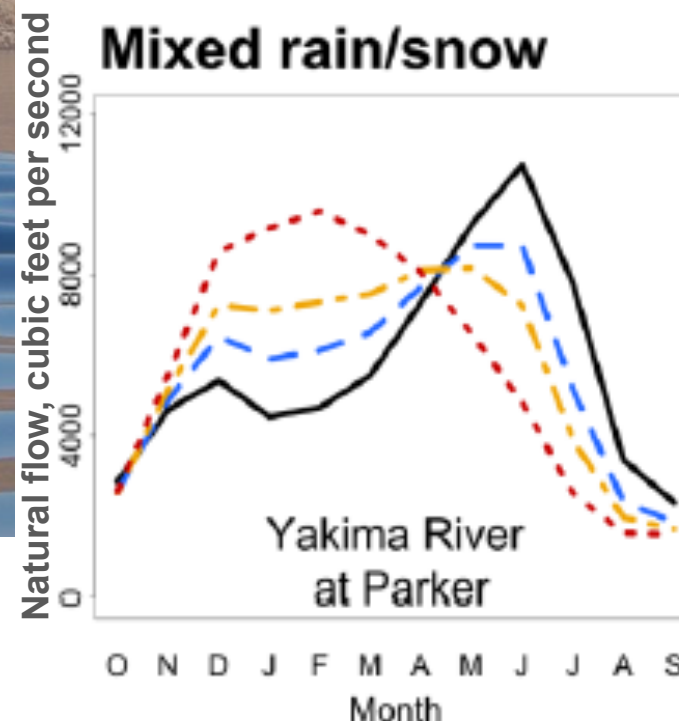 Mixed rain/snow
Natural flow, cubic feet per second
12000
8000
4000
0
Yakima River
at Parker
O N D J F M A M J J A S
Month